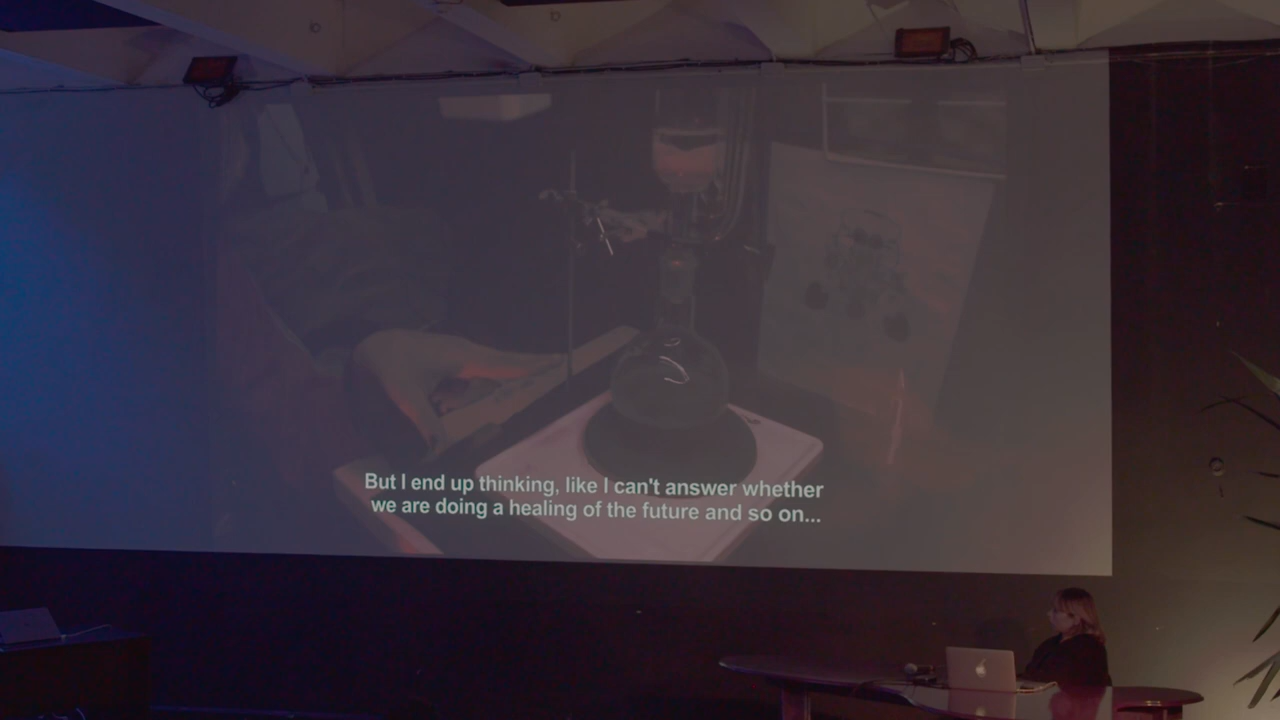 But I end up thinking, like I can't answer whether
we are doing a healing of the future and so on...